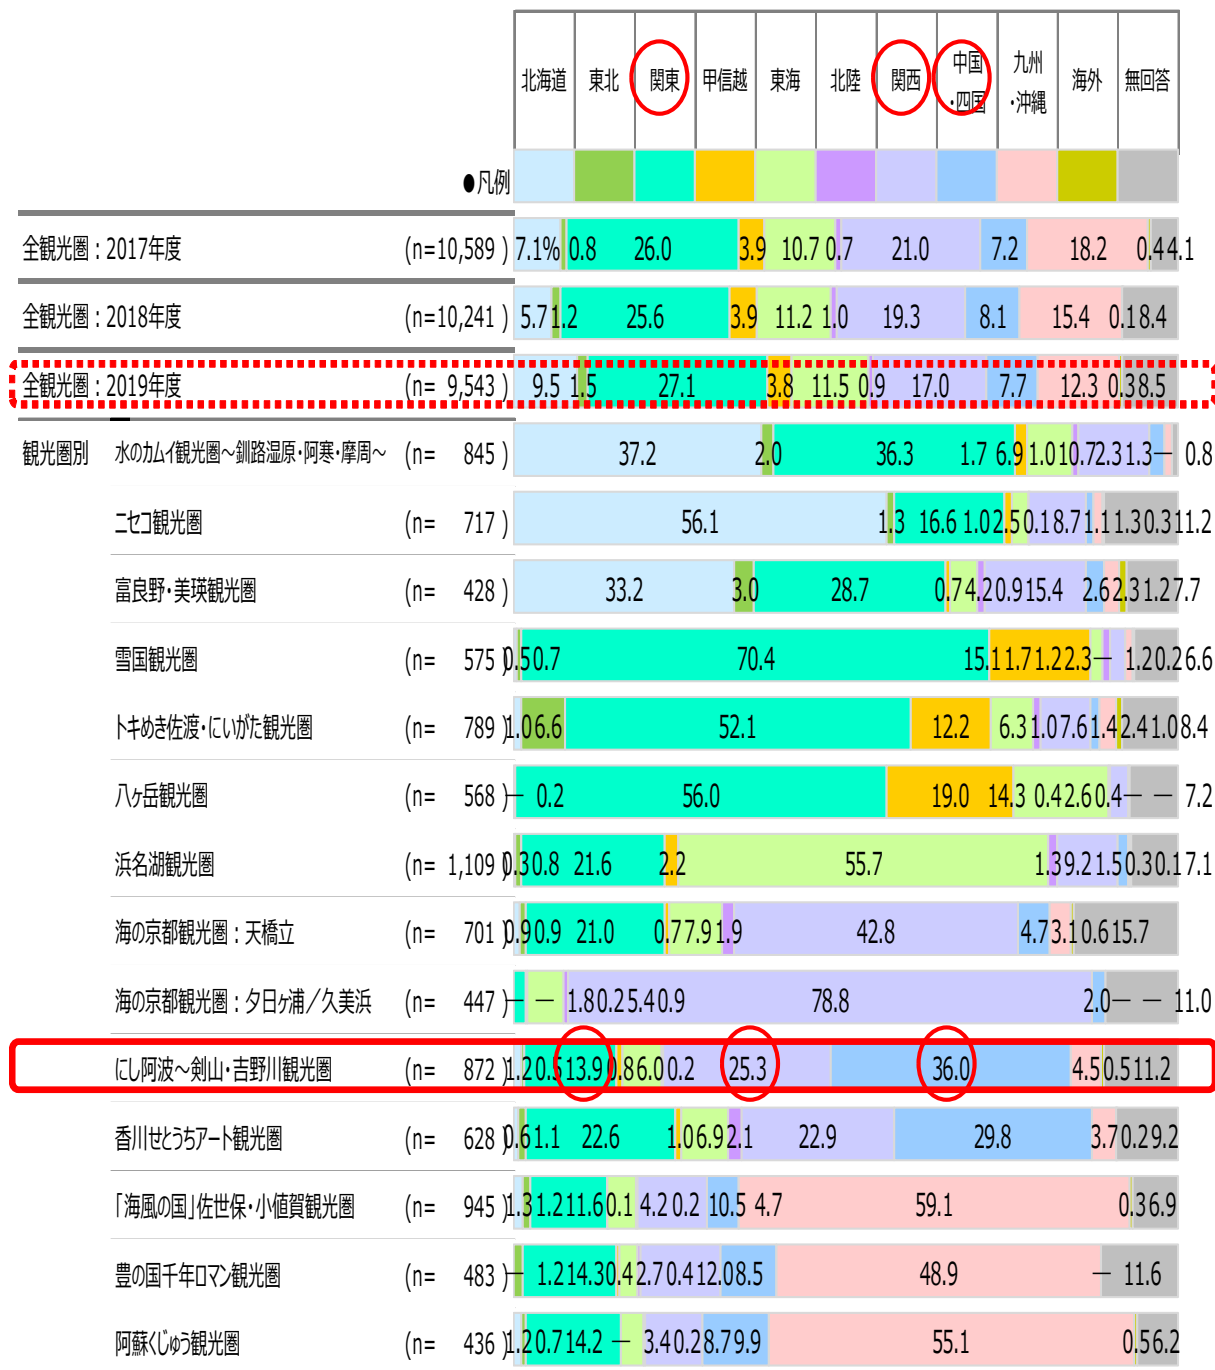 北海道 東北 関東 甲信越 東海 北陸 関西 中国・四国 九州・沖縄 海外 無回答
●凡例
全観光圏:2017年度 (n=10,589) 7.1% 0.8 26.0 3.9 10.7 0.7 21.0 7.2 18.2 0.4 4.1
全観光圏:2018年度 (n=10,241) 5.7 1.2 25.6 3.9 11.2 1.0 19.3 8.1 15.4 0.1 8.4
全観光圏:2019年度 (n= 9,543) 9.5 1.5 27.1 3.8 11.5 0.9 17.0 7.7 12.3 0.3 8.5
観光圏別 水のカムイ観光圏~釧路湿原・阿寒・摩周~ (n= 845) 37.2 2.0 36.3 1.7 6.9 1.0 10.7 2.3 1.3 - 0.8
ニセコ観光圏 (n= 717) 56.1 1.3 16.6 1.0 2.5 0.1 8.7 1.1 1.3 0.3 11.2
富良野・美瑛観光圏 (n= 428) 33.2 3.0 28.7 0.7 4.2 0.9 15.4 2.6 2.3 1.2 7.7
雪国観光圏 (n= 575) 0.5 0.7 70.4 15.1 1.7 1.2 2.3 - 1.2 0.2 6.6
トキめき佐渡・にいがた観光圏 (n= 789) 1.0 6.6 52.1 12.2 6.3 1.0 7.6 1.4 2.4 1.0 8.4
八ヶ岳観光圏 (n= 568) - 0.2 56.0 19.0 14.3 0.4 2.6 0.4 - - 7.2
浜名湖観光圏 (n= 1,109) 0.3 0.8 21.6 2.2 55.7 1.3 9.2 1.5 0.3 0.1 7.1
海の京都観光圏:天橋立 (n= 701) 0.9 0.9 21.0 0.7 7.9 1.9 42.8 4.7 3.1 0.6 15.7
海の京都観光圏:夕日ヶ浦/久美浜 (n= 447) - - 1.8 0.2 5.4 0.9 78.8 2.0 - - 11.0
にし阿波~剣山・吉野川観光圏 (n= 872) 1.2 0.5 13.9 0.8 6.0 0.2 25.3 36.0 4.5 0.5 11.2
香川せとうちアート観光圏 (n= 628) 0.6 1.1 22.6 1.0 6.9 2.1 22.9 29.8 3.7 0.2 9.2
「海風の国」佐世保・小値賀観光圏 (n= 945) 1.3 1.2 11.6 0.1 4.2 0.2 10.5 4.7 59.1 0.3 6.9
豊の国千年ロマン観光圏 (n= 483) - 1.2 14.3 0.4 2.7 0.4 12.0 8.5 48.9 - 11.6
阿蘇くじゅう観光圏 (n= 436) 1.2 0.7 14.2 - 3.4 0.2 8.7 9.9 55.1 0.5 6.2